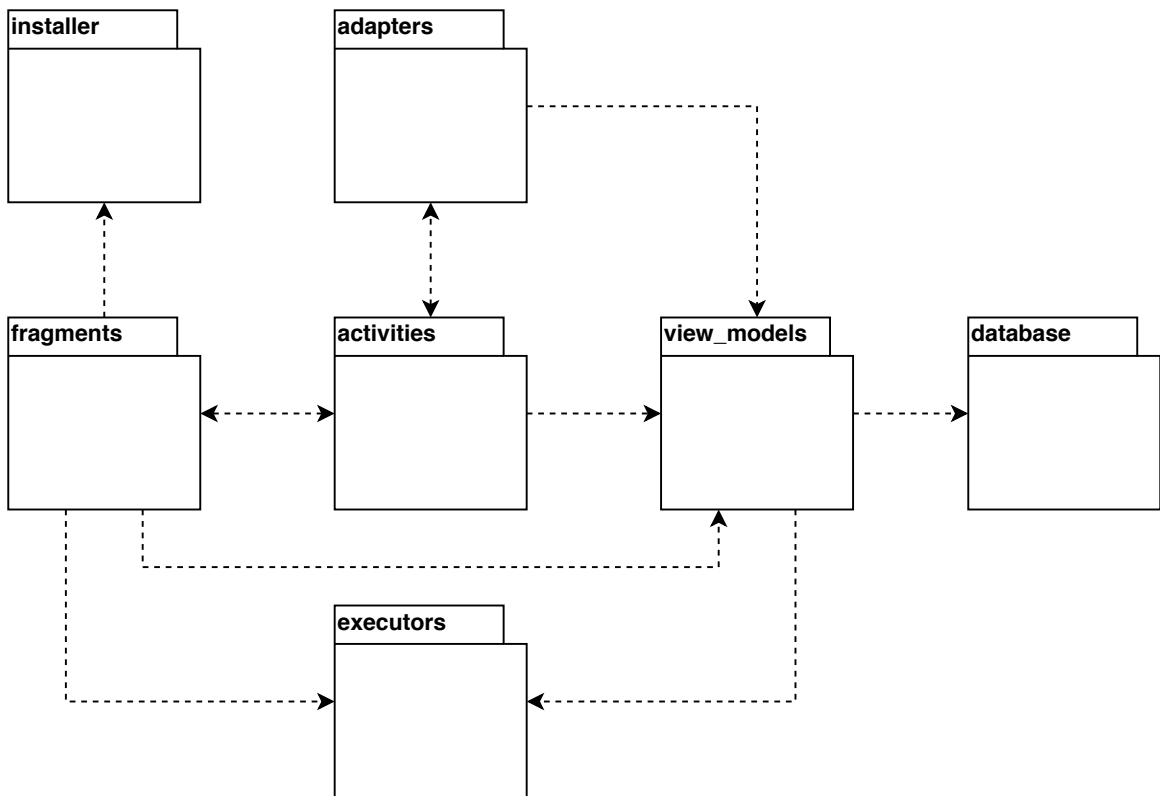 installer
adapters
fragments
activities
view_models
database
executors